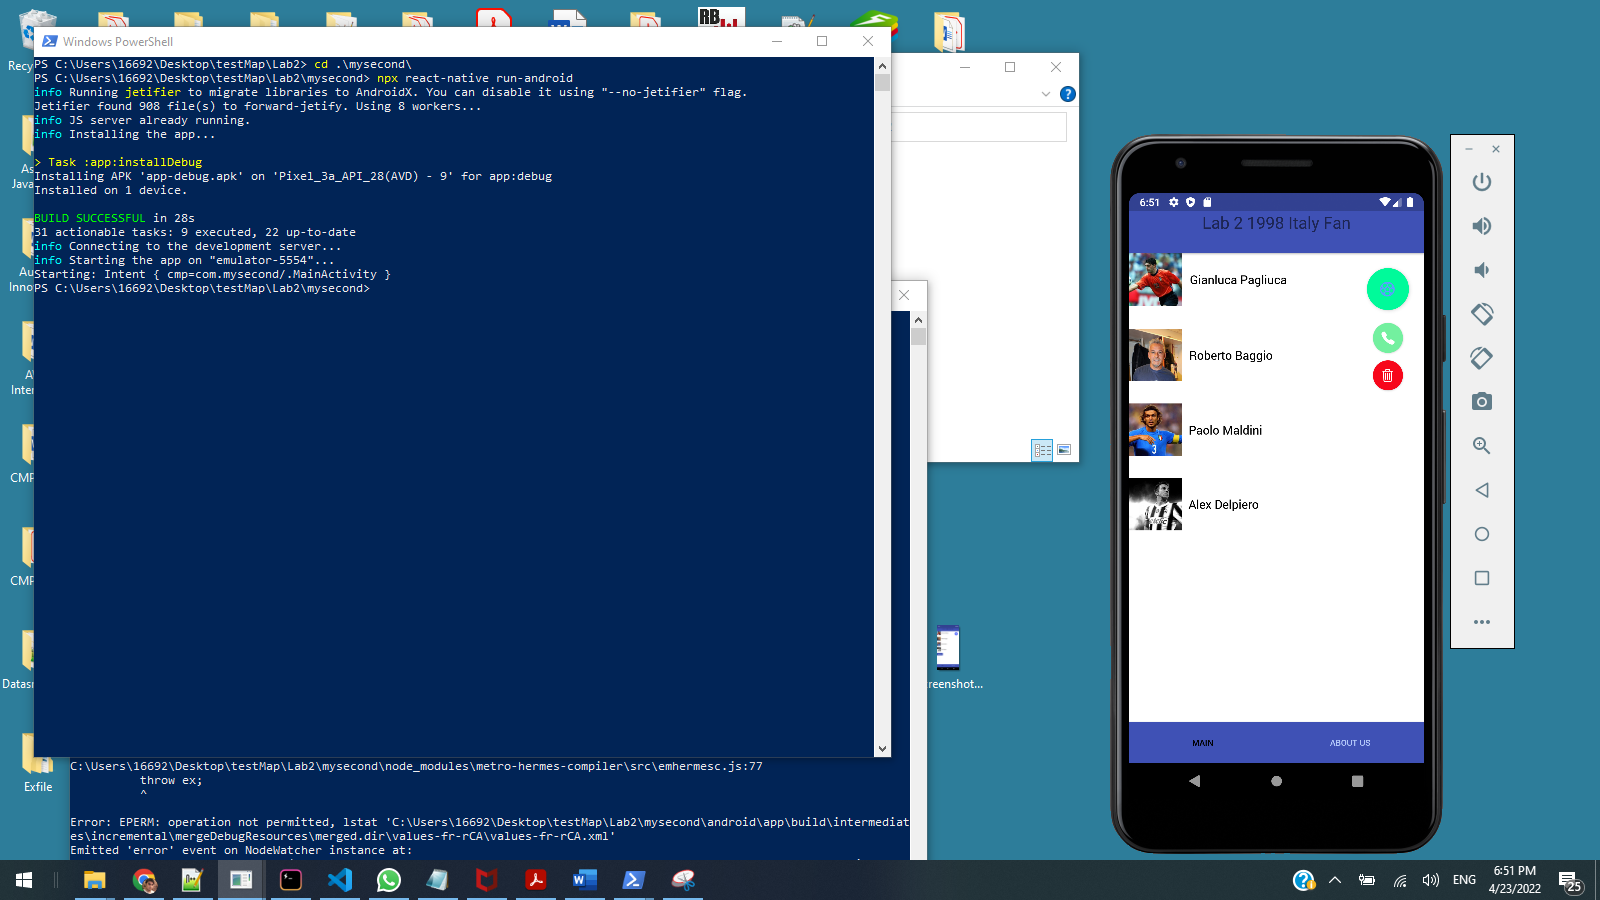 Windows PowerShell
PS C:\Users\16692\Desktop\testMap\Lab2> cd .\mysecond\
PS C:\Users\16692\Desktop\testMap\Lab2\mysecond> npx react-native run-android
info Running jetifier to migrate libraries to AndroidX. You can disable it using "--no-jetifier" flag.
Jetifier found 908 file(s) to forward-jetify. Using 8 workers...
info JS server already running.
info Installing the app...
> Task :app:installDebug
Installing APK 'app-debug.apk' on 'Pixel_3a_API_28(AVD) - 9' for app:debug
Installed on 1 device.
BUILD SUCCESSFUL in 28s
31 actionable tasks: 9 executed, 22 up-to-date
info Connecting to the development server...
info Starting the app on "emulator-5554"...
Starting: Intent { cmp=com.mysecond/.MainActivity }
PS C:\Users\16692\Desktop\testMap\Lab2\mysecond>
C:\Users\16692\Desktop\testMap\Lab2\mysecond\node_modules\metro-hermes-compiler\src\emhermesc.js:77
throw ex;
^
Error: EPERM: operation not permitted, lstat 'C:\Users\16692\Desktop\testMap\Lab2\mysecond\android\app\build\intermediat
es\incremental\mergeDebugResources\merged.dir\values-fr-rCA\values-fr-rCA.xml'
Emitted 'error' event on NodeWatcher instance at:
6:51
Lab 2 1998 Italy Fan
Gianluca Pagliuca
Roberto Baggio
Paolo Maldini
Alex Delpiero
MAIN
ABOUT US
RB
Recy
As
Java
Au
Inno
A
Inter
CMP
CMP
Datas
Exfile
reenshot...
ENG
6:51 PM
4/23/2022
25